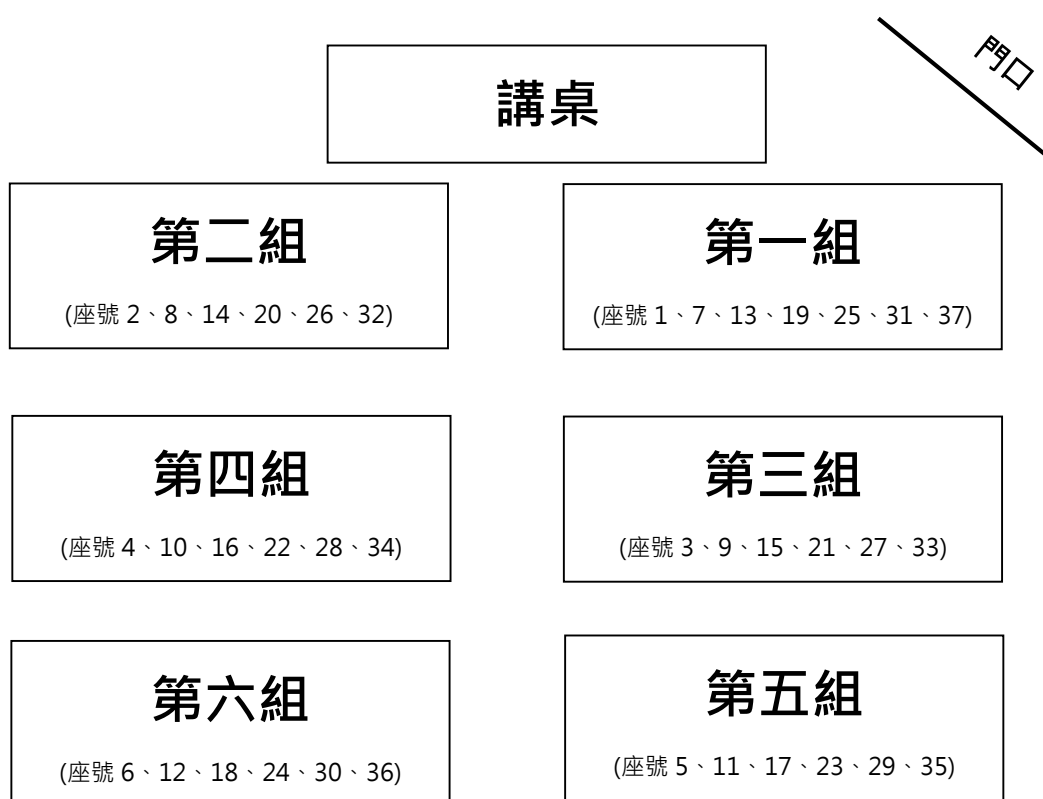 門口
講桌
第二組
(座號 2、8、14、20、26、32)
第一組
(座號 1、7、13、19、25、31、37)
第四組
(座號 4、10、16、22、28、34)
第三組
(座號 3、9、15、21、27、33)
第六組
(座號 6、12、18、24、30、36)
第五組
(座號 5、11、17、23、29、35)